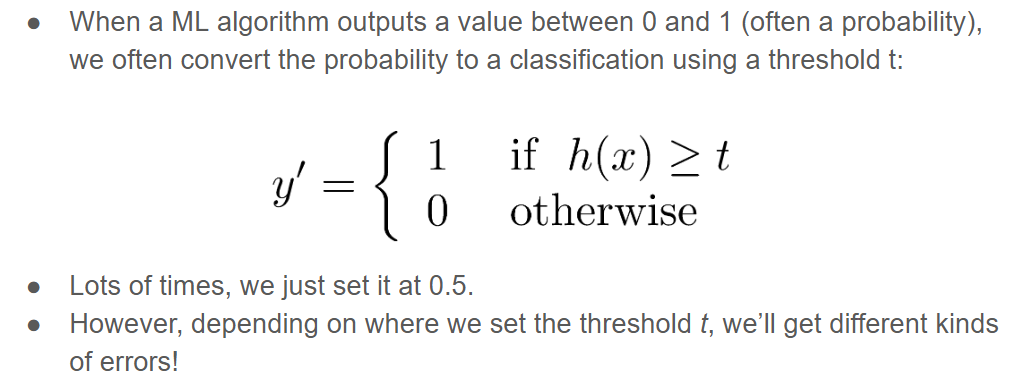 ● When a ML algorithm outputs a value between 0 and 1 (often a probability),
we often convert the probability to a classification using a threshold t:
y′ = { 1 if h(x) ≥ t
0 otherwise
● Lots of times, we just set it at 0.5.
● However, depending on where we set the threshold t, we’ll get different kinds
of errors!